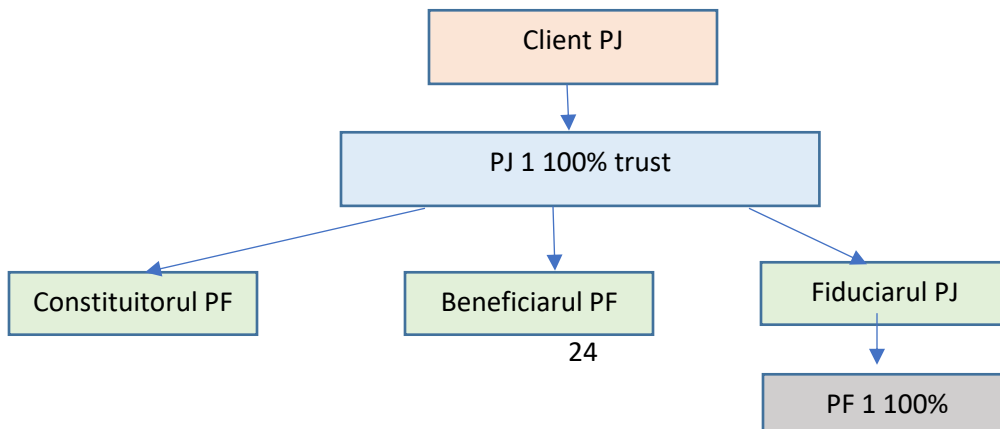 Client PJ
PJ 1 100% trust
Constituitorul PF
Beneficiarul PF
Fiduciarul PJ
24
PF 1 100%